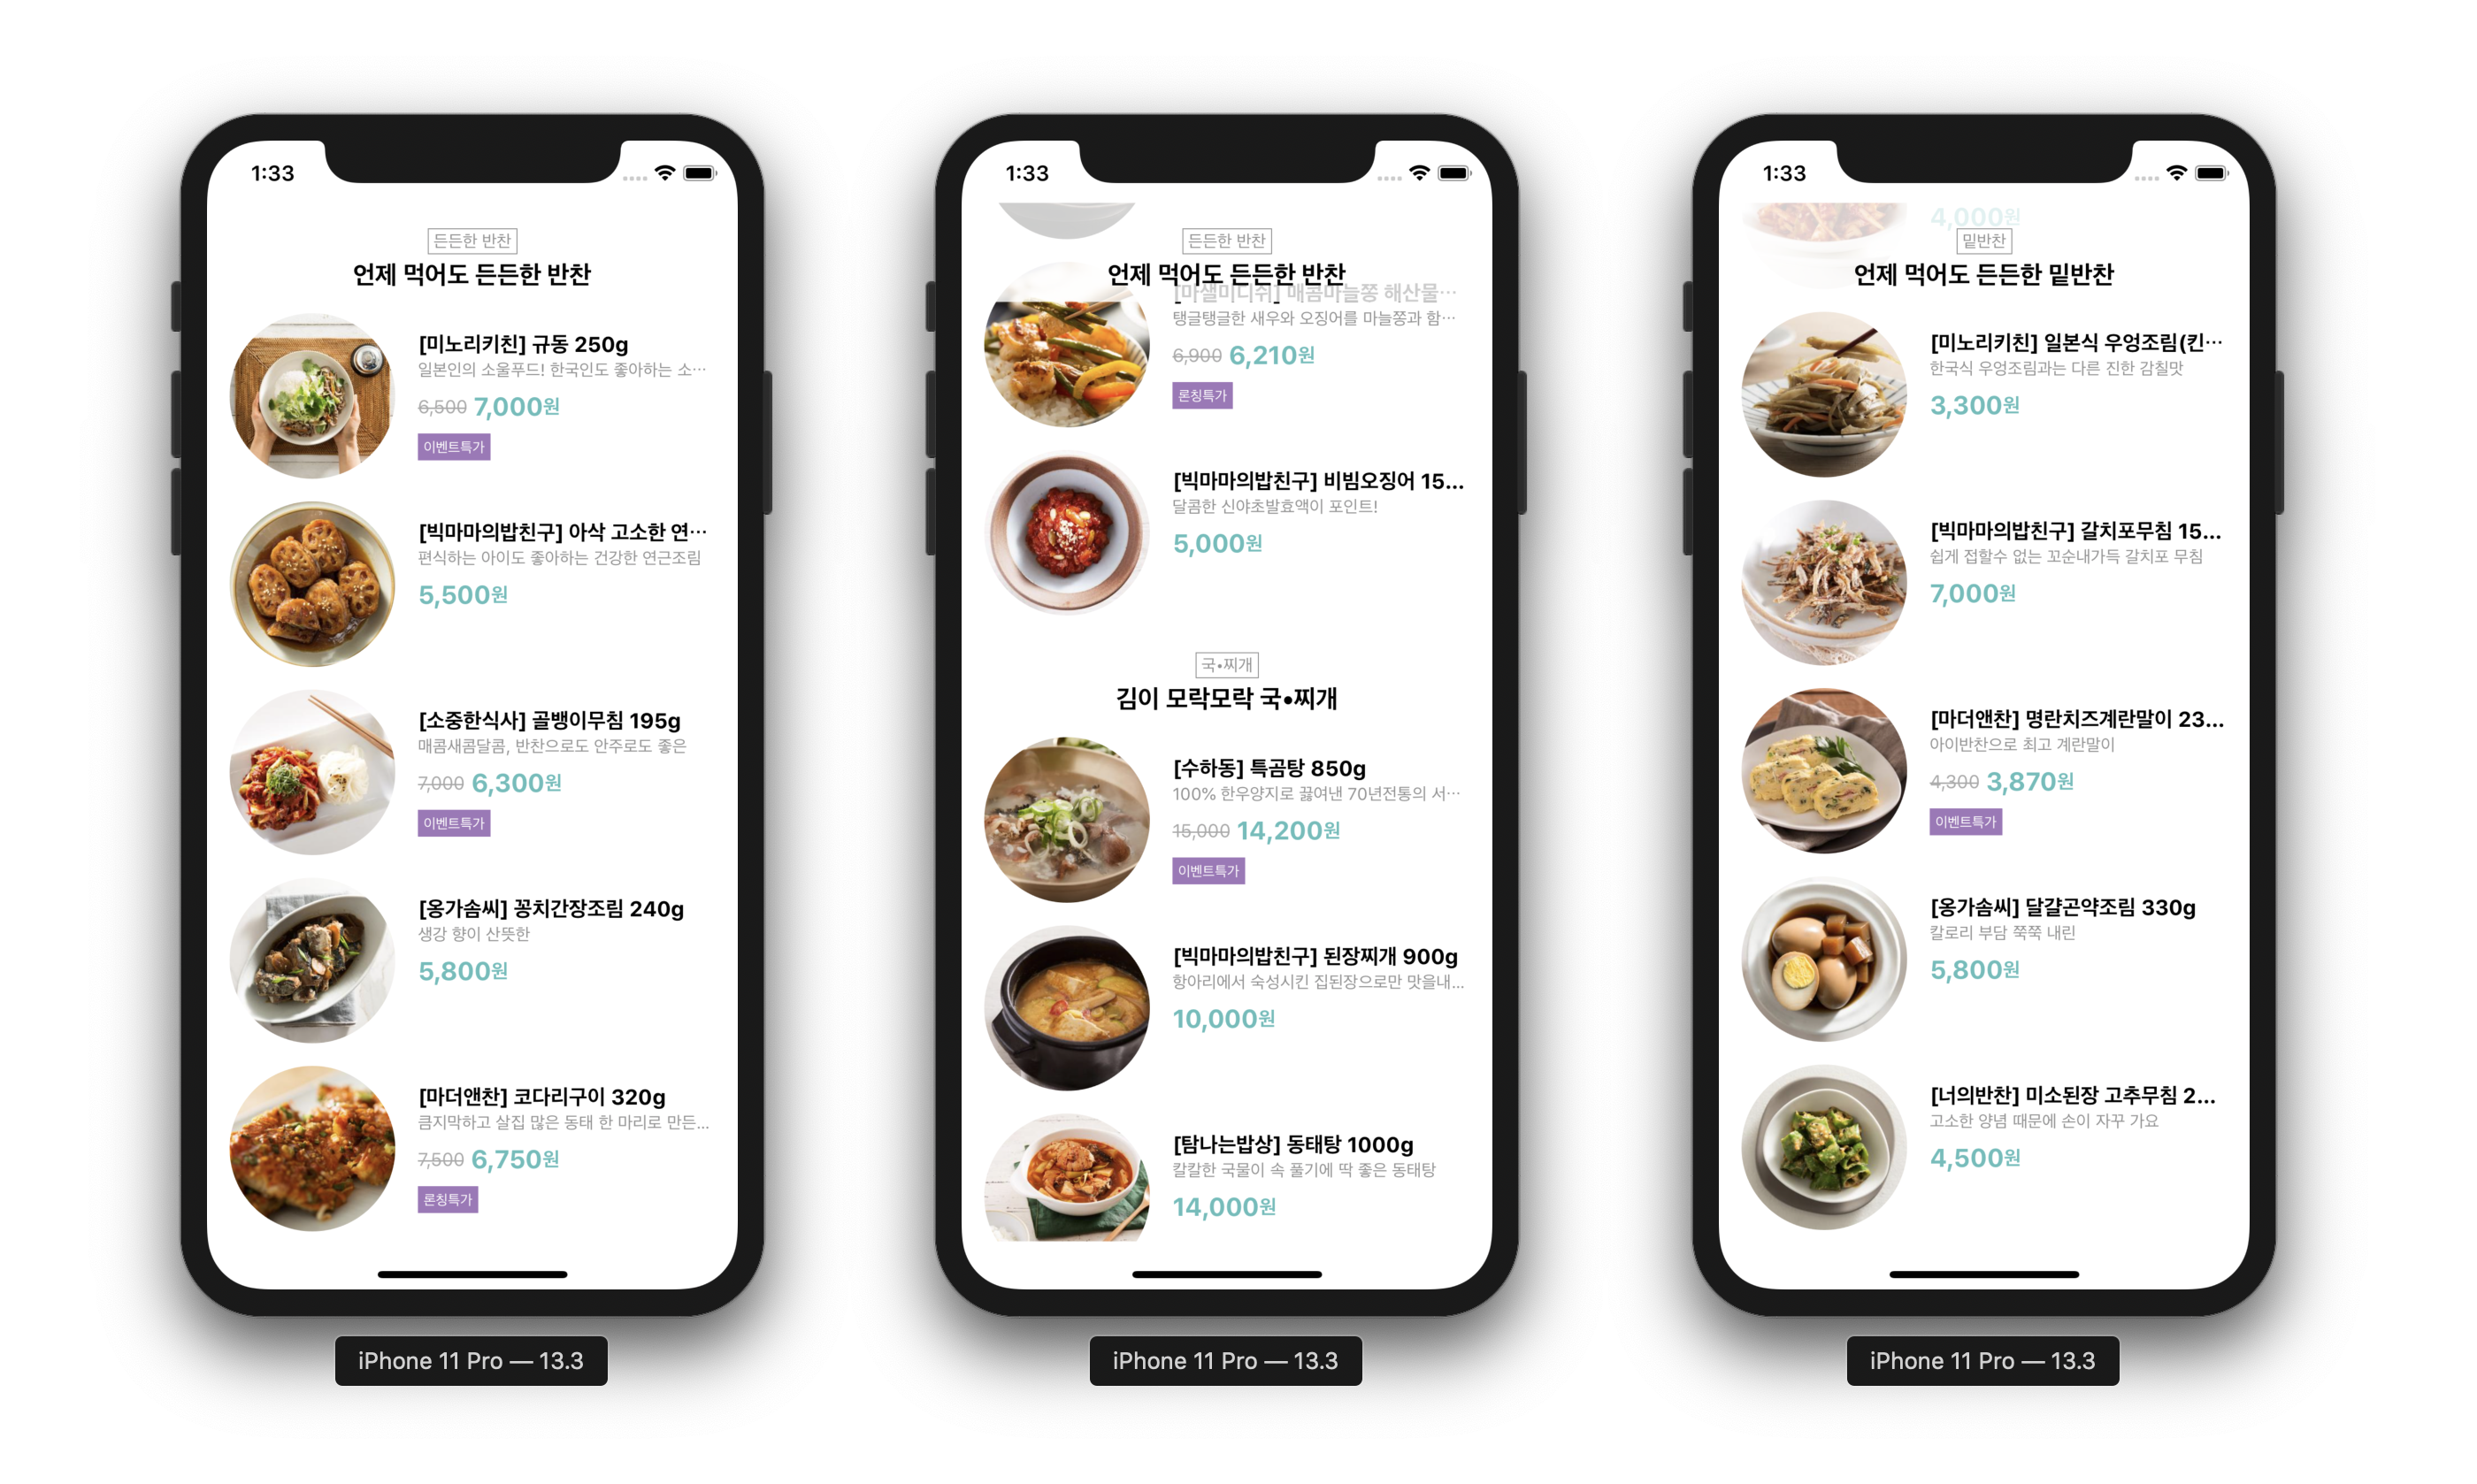 1:33
든든한 반찬
언제 먹어도 든든한 반찬
[미노리키친] 규동 250g
일본인의 소울푸드! 한국인도 좋아하는 소…
6,500 7,000원
이벤트특가
[빅마마의밥친구] 아삭 고소한 연…
편식하는 아이도 좋아하는 건강한 연근조림
5,500원
[소중한식사] 골뱅이무침 195g
매콤새콤달콤, 반찬으로도 안주로도 좋은
7,000 6,300원
이벤트특가
[옹가솜씨] 꽁치간장조림 240g
생강 향이 산뜻한
5,800원
[마더앤찬] 코다리구이 320g
큼지막하고 살집 많은 동태 한 마리로 만든…
7,500 6,750원
론칭특가
iPhone 11 Pro — 13.3
1:33
든든한 반찬
언제 먹어도 든든한 반찬
[마샐미디쉬] 매콤마늘쫑 해산물…
탱글탱글한 새우와 오징어를 마늘쫑과 함…
6,900 6,210원
론칭특가
[빅마마의밥친구] 비빔오징어 15…
달콤한 신야초발효액이 포인트!
5,000원
국•찌개
김이 모락모락 국•찌개
[수하동] 특곰탕 850g
100% 한우양지로 끓여낸 70년전통의 서…
15,000 14,200원
이벤트특가
[빅마마의밥친구] 된장찌개 900g
항아리에서 숙성시킨 집된장으로만 맛을내…
10,000원
[탐나는밥상] 동태탕 1000g
칼칼한 국물이 속 풀기에 딱 좋은 동태탕
14,000원
iPhone 11 Pro — 13.3
1:33
4,000원
밑반찬
언제 먹어도 든든한 밑반찬
[미노리키친] 일본식 우엉조림(킨…
한국식 우엉조림과는 다른 진한 감칠맛
3,300원
[빅마마의밥친구] 갈치포무침 15…
쉽게 접할수 없는 꼬순내가득 갈치포 무침
7,000원
[마더앤찬] 명란치즈계란말이 23…
아이반찬으로 최고 계란말이
4,300 3,870원
이벤트특가
[옹가솜씨] 달걀곤약조림 330g
칼로리 부담 쭉쭉 내린
5,800원
[너의반찬] 미소된장 고추무침 2…
고소한 양념 때문에 손이 자꾸 가요
4,500원
iPhone 11 Pro — 13.3